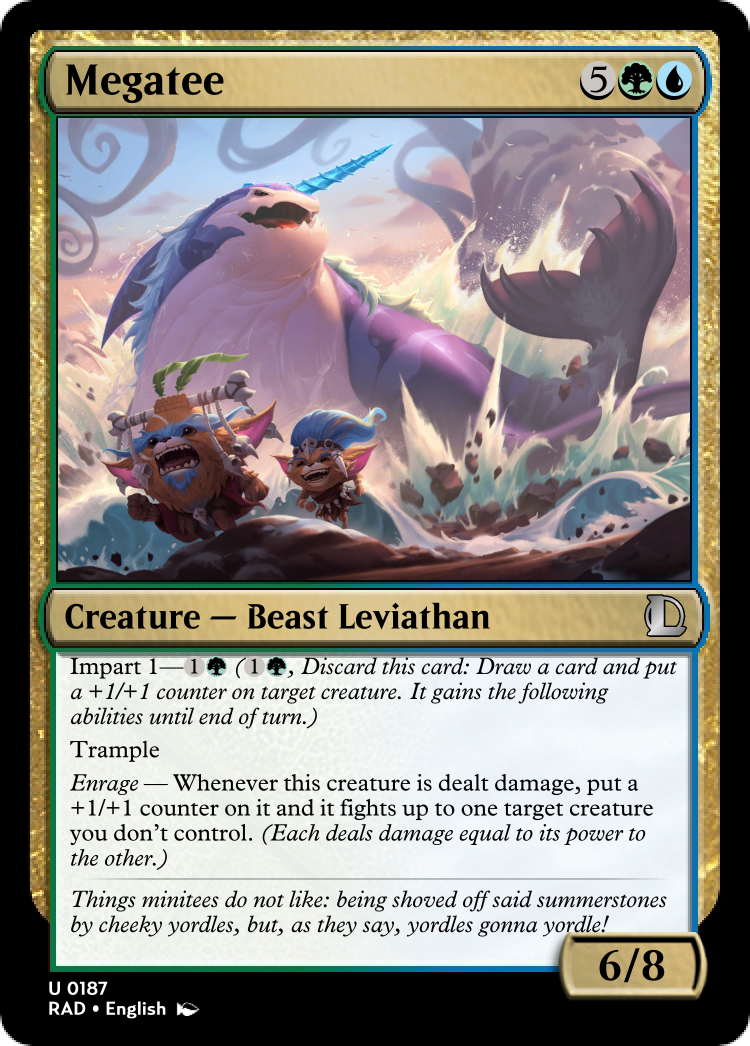 Megatee 5
Creature — Beast Leviathan
Impart 1—1 (1, Discard this card: Draw a card and put
a +1/+1 counter on target creature. It gains the following
abilities until end of turn.)
Trample
Enrage — Whenever this creature is dealt damage, put a
+1/+1 counter on it and it fights up to one target creature
you don't control. (Each deals damage equal to its power to
the other.)
Things minitees do not like: being shoved off said summerstones
by cheeky yordles, but, as they say, yordles gonna yordle!
6/8
U 0187
RAD • English